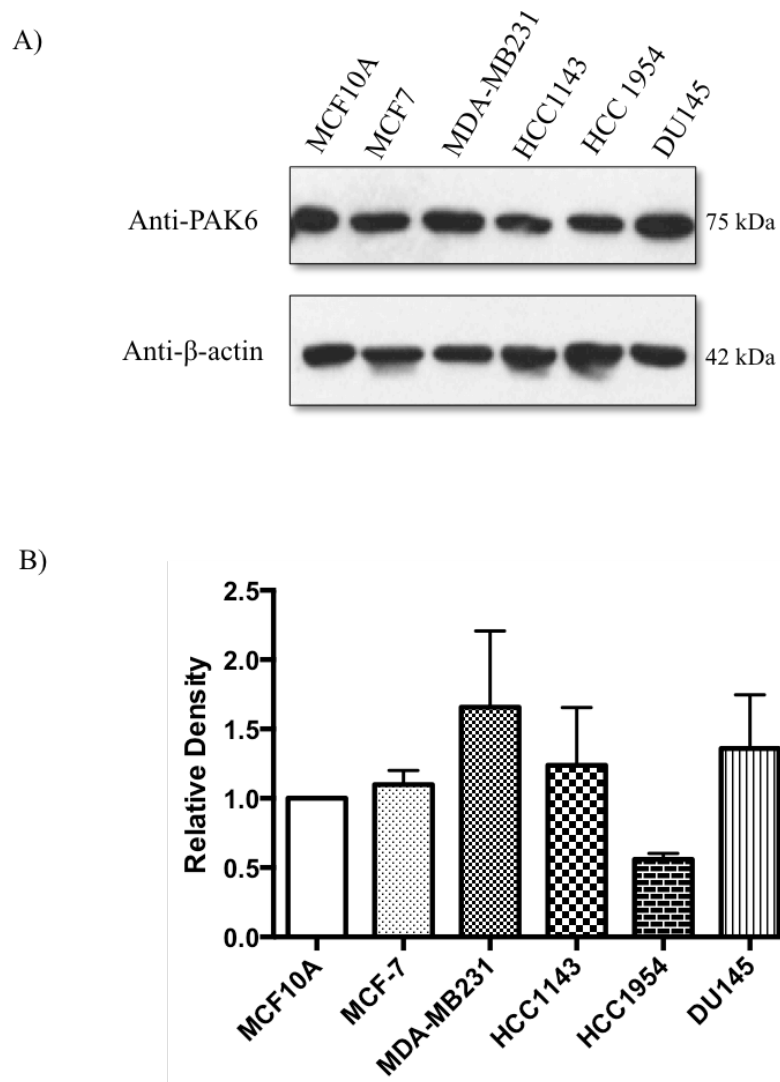 A)
MCF10A
MCF7
MDA-MB231
HCC1143
HCC 1954
DU145
Anti-PAK6
75 kDa
Anti-β-actin
42 kDa
B)
Relative Density
2.5
2.0
1.5
1.0
0.5
0.0
MCF10A
MCF-7
MDA-MB231
HCC1143
HCC1954
DU145